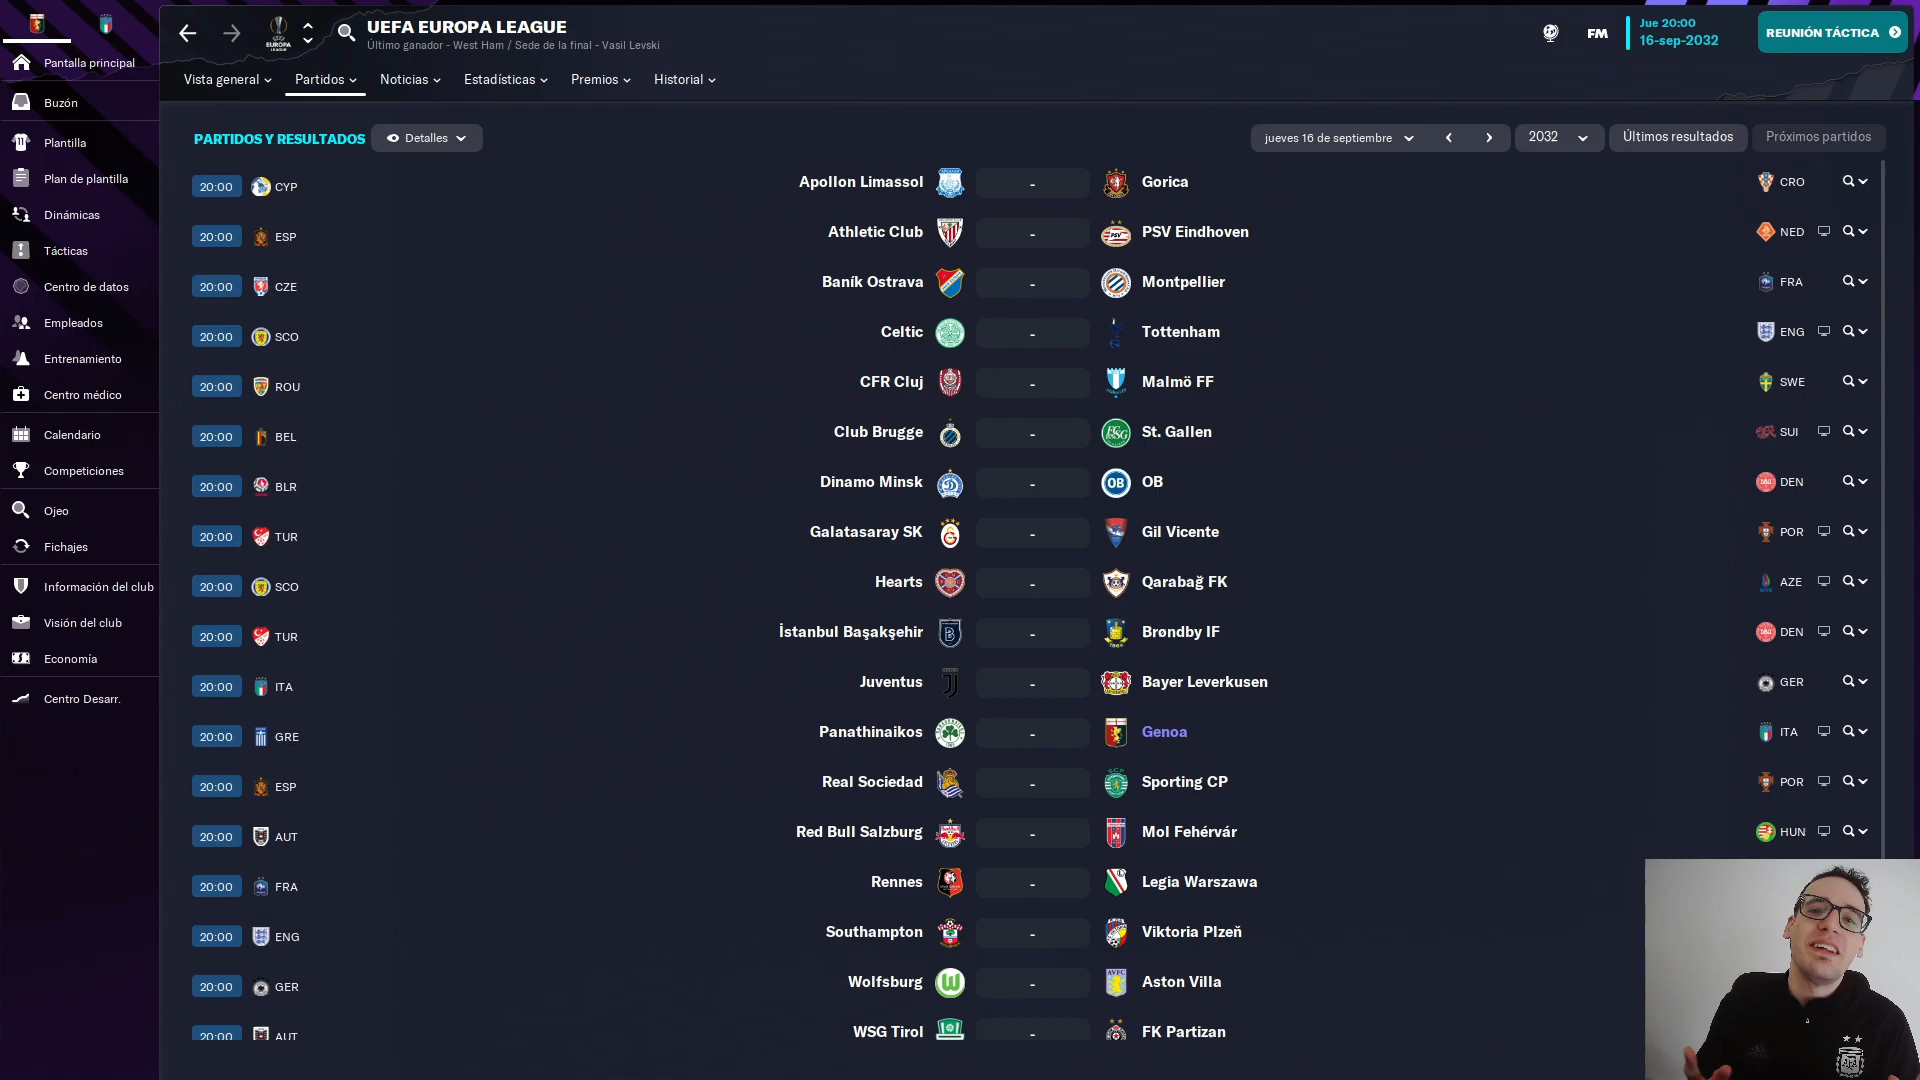 UEFA EUROPA LEAGUE
Último ganador - West Ham / Sede de la final - Vasil Levski
EUROPA
LEAGUE
FM
Jue 20:00
16-sep-2032
REUNIÓN TÁCTICA
Vista general
Partidos
Noticias
Estadísticas
Premios
Historial
Pantalla principal
Buzón
Plantilla
Plan de plantilla
Dinámicas
Tácticas
Centro de datos
Empleados
Entrenamiento
Centro médico
Calendario
Competiciones
Ojeo
Fichajes
Información del club
Visión del club
Economía
Centro Desarr.
PARTIDOS Y RESULTADOS
Detalles
jueves 16 de septiembre
2032
Últimos resultados
Próximos partidos
20:00 CYP Apollon Limassol - Gorica CRO
20:00 ESP Athletic Club - PSV Eindhoven NED
20:00 CZE Baník Ostrava - Montpellier FRA
20:00 SCO Celtic - Tottenham ENG
20:00 ROU CFR Cluj - Malmö FF SWE
20:00 BEL Club Brugge - St. Gallen SUI
20:00 BLR Dinamo Minsk - OB DEN
20:00 TUR Galatasaray SK - Gil Vicente POR
20:00 SCO Hearts - Qarabağ FK AZE
20:00 TUR İstanbul Başakşehir - Brøndby IF DEN
20:00 ITA Juventus - Bayer Leverkusen GER
20:00 GRE Panathinaikos - Genoa ITA
20:00 ESP Real Sociedad - Sporting CP POR
20:00 AUT Red Bull Salzburg - Mol Fehérvár HUN
20:00 FRA Rennes - Legia Warszawa
20:00 ENG Southampton - Viktoria Plzeň
20:00 GER Wolfsburg - Aston Villa
20:00 AUT WSG Tirol - FK Partizan